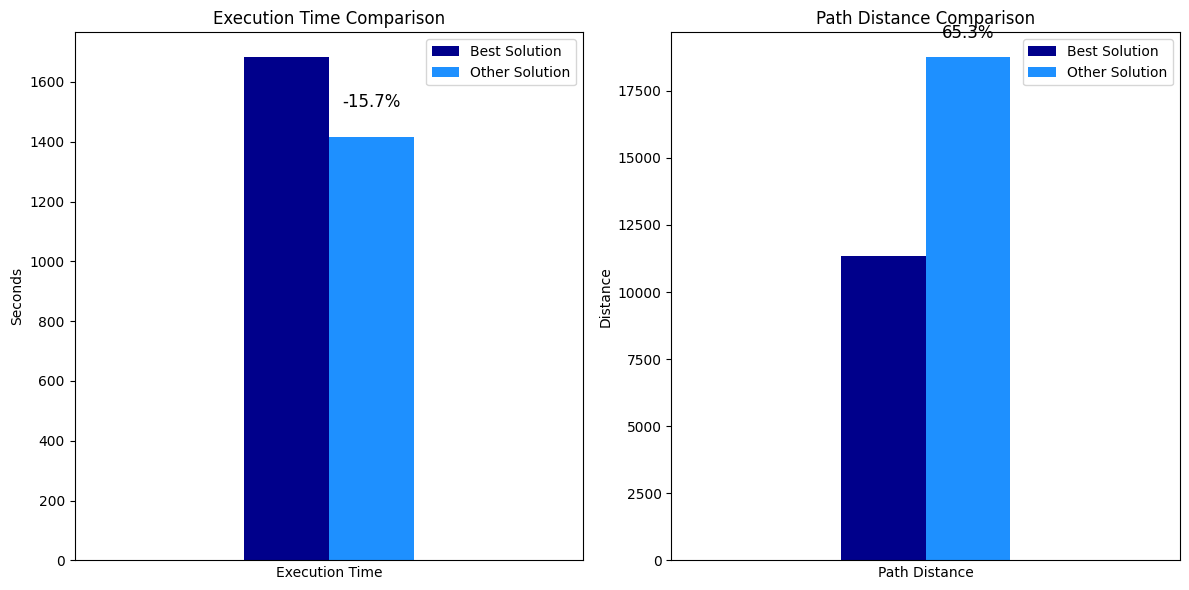 Execution Time Comparison
Best Solution
Other Solution
-15.7%
1600
1400
1200
1000
800
600
400
200
0
Seconds
Execution Time
Path Distance Comparison
65.3%
Best Solution
Other Solution
17500
15000
12500
10000
7500
5000
2500
0
Distance
Path Distance